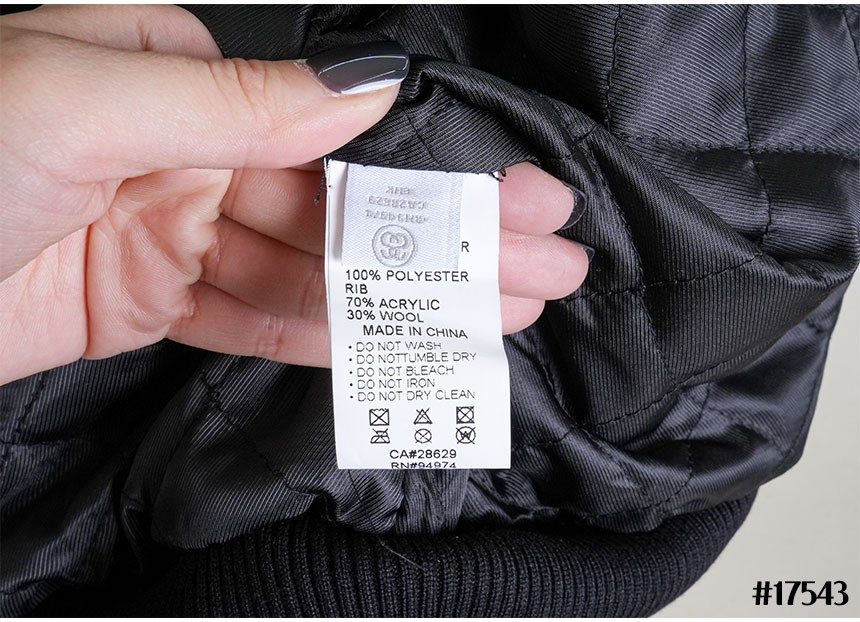 R
100% POLYESTER
RIB
70% ACRYLIC
30% WOOL
MADE IN CHINA
• DO NOT WASH
• DO NOTTUMBLE DRY
• DO NOT BLEACH
• DO NOT IRON
• DO NOT DRY CLEAN
CA#28629
RN#94974
#17543